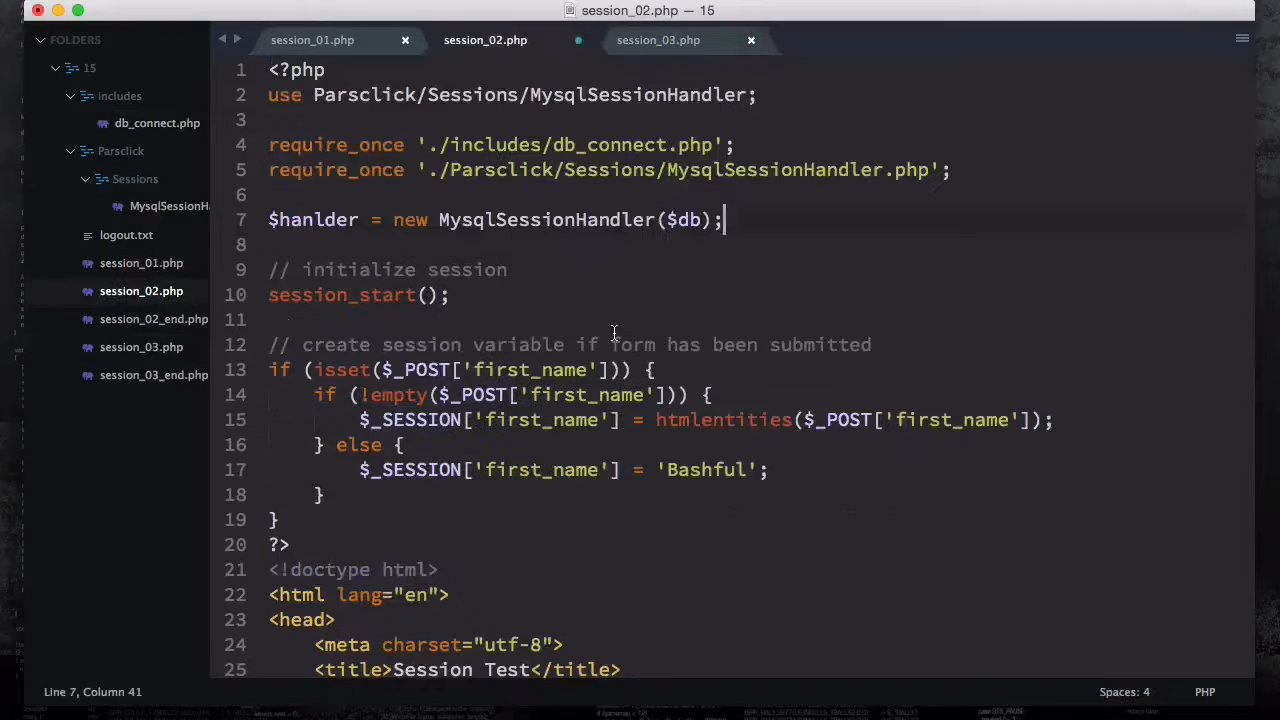 session_02.php — 15
FOLDERS
15
includes
db_connect.php
Parsclick
Sessions
MysqlSessionH
logout.txt
session_01.php
session_02.php
session_02_end.php
session_03.php
session_03_end.php
session_01.php
session_02.php
session_03.php
1 <?php
2 use Parsclick/Sessions/MysqlSessionHandler;
3
4 require_once './includes/db_connect.php';
5 require_once './Parsclick/Sessions/MysqlSessionHandler.php';
6
7 $hanlder = new MysqlSessionHandler($db);
8
9 // initialize session
10 session_start();
11
12 // create session variable if form has been submitted
13 if (isset($_POST['first_name'])) {
14 if (!empty($_POST['first_name'])) {
15 $_SESSION['first_name'] = htmlentities($_POST['first_name']);
16 } else {
17 $_SESSION['first_name'] = 'Bashful';
18 }
19 }
20 ?>
21 <!doctype html>
22 <html lang="en">
23 <head>
24 <meta charset="utf-8">
25 <title>Session Test</title>
Line 7, Column 41
Spaces: 4
PHP